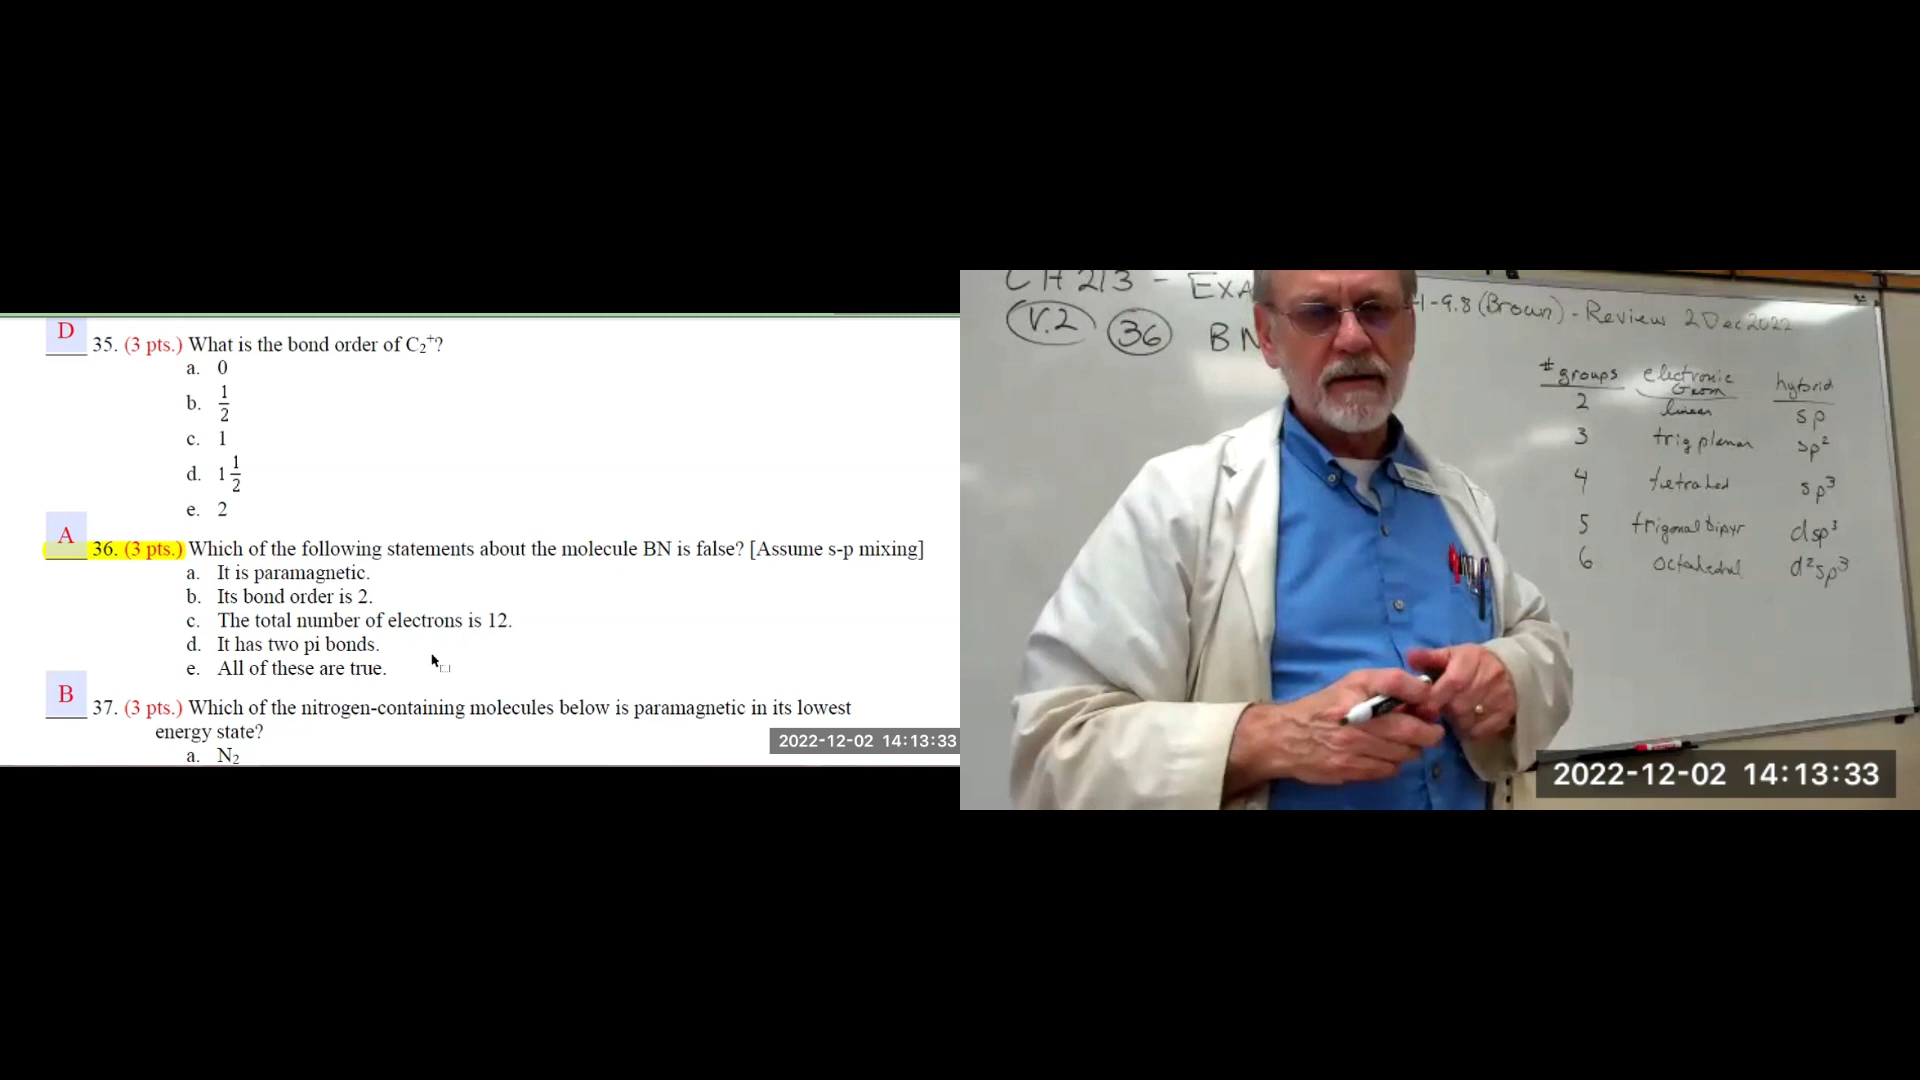 D
35. (3 pts.) What is the bond order of C₂⁺?
a. 0
b. 1/2
c. 1
d. 1 1/2
e. 2
A
36. (3 pts.) Which of the following statements about the molecule BN is false? [Assume s-p mixing]
a. It is paramagnetic.
b. Its bond order is 2.
c. The total number of electrons is 12.
d. It has two pi bonds.
e. All of these are true.
B
37. (3 pts.) Which of the nitrogen-containing molecules below is paramagnetic in its lowest
energy state?
a. N₂
2022-12-02 14:13:33
CH 213 - Exa
-9.8 (Brown) - Review 2 Dec 2022
V.2 36 BN
# groups electronic Geom hybrid
2 linear sp
3 trig planar sp²
4 tetrahed sp³
5 trigonal bipyr dsp³
6 octahedral d²sp³
2022-12-02 14:13:33